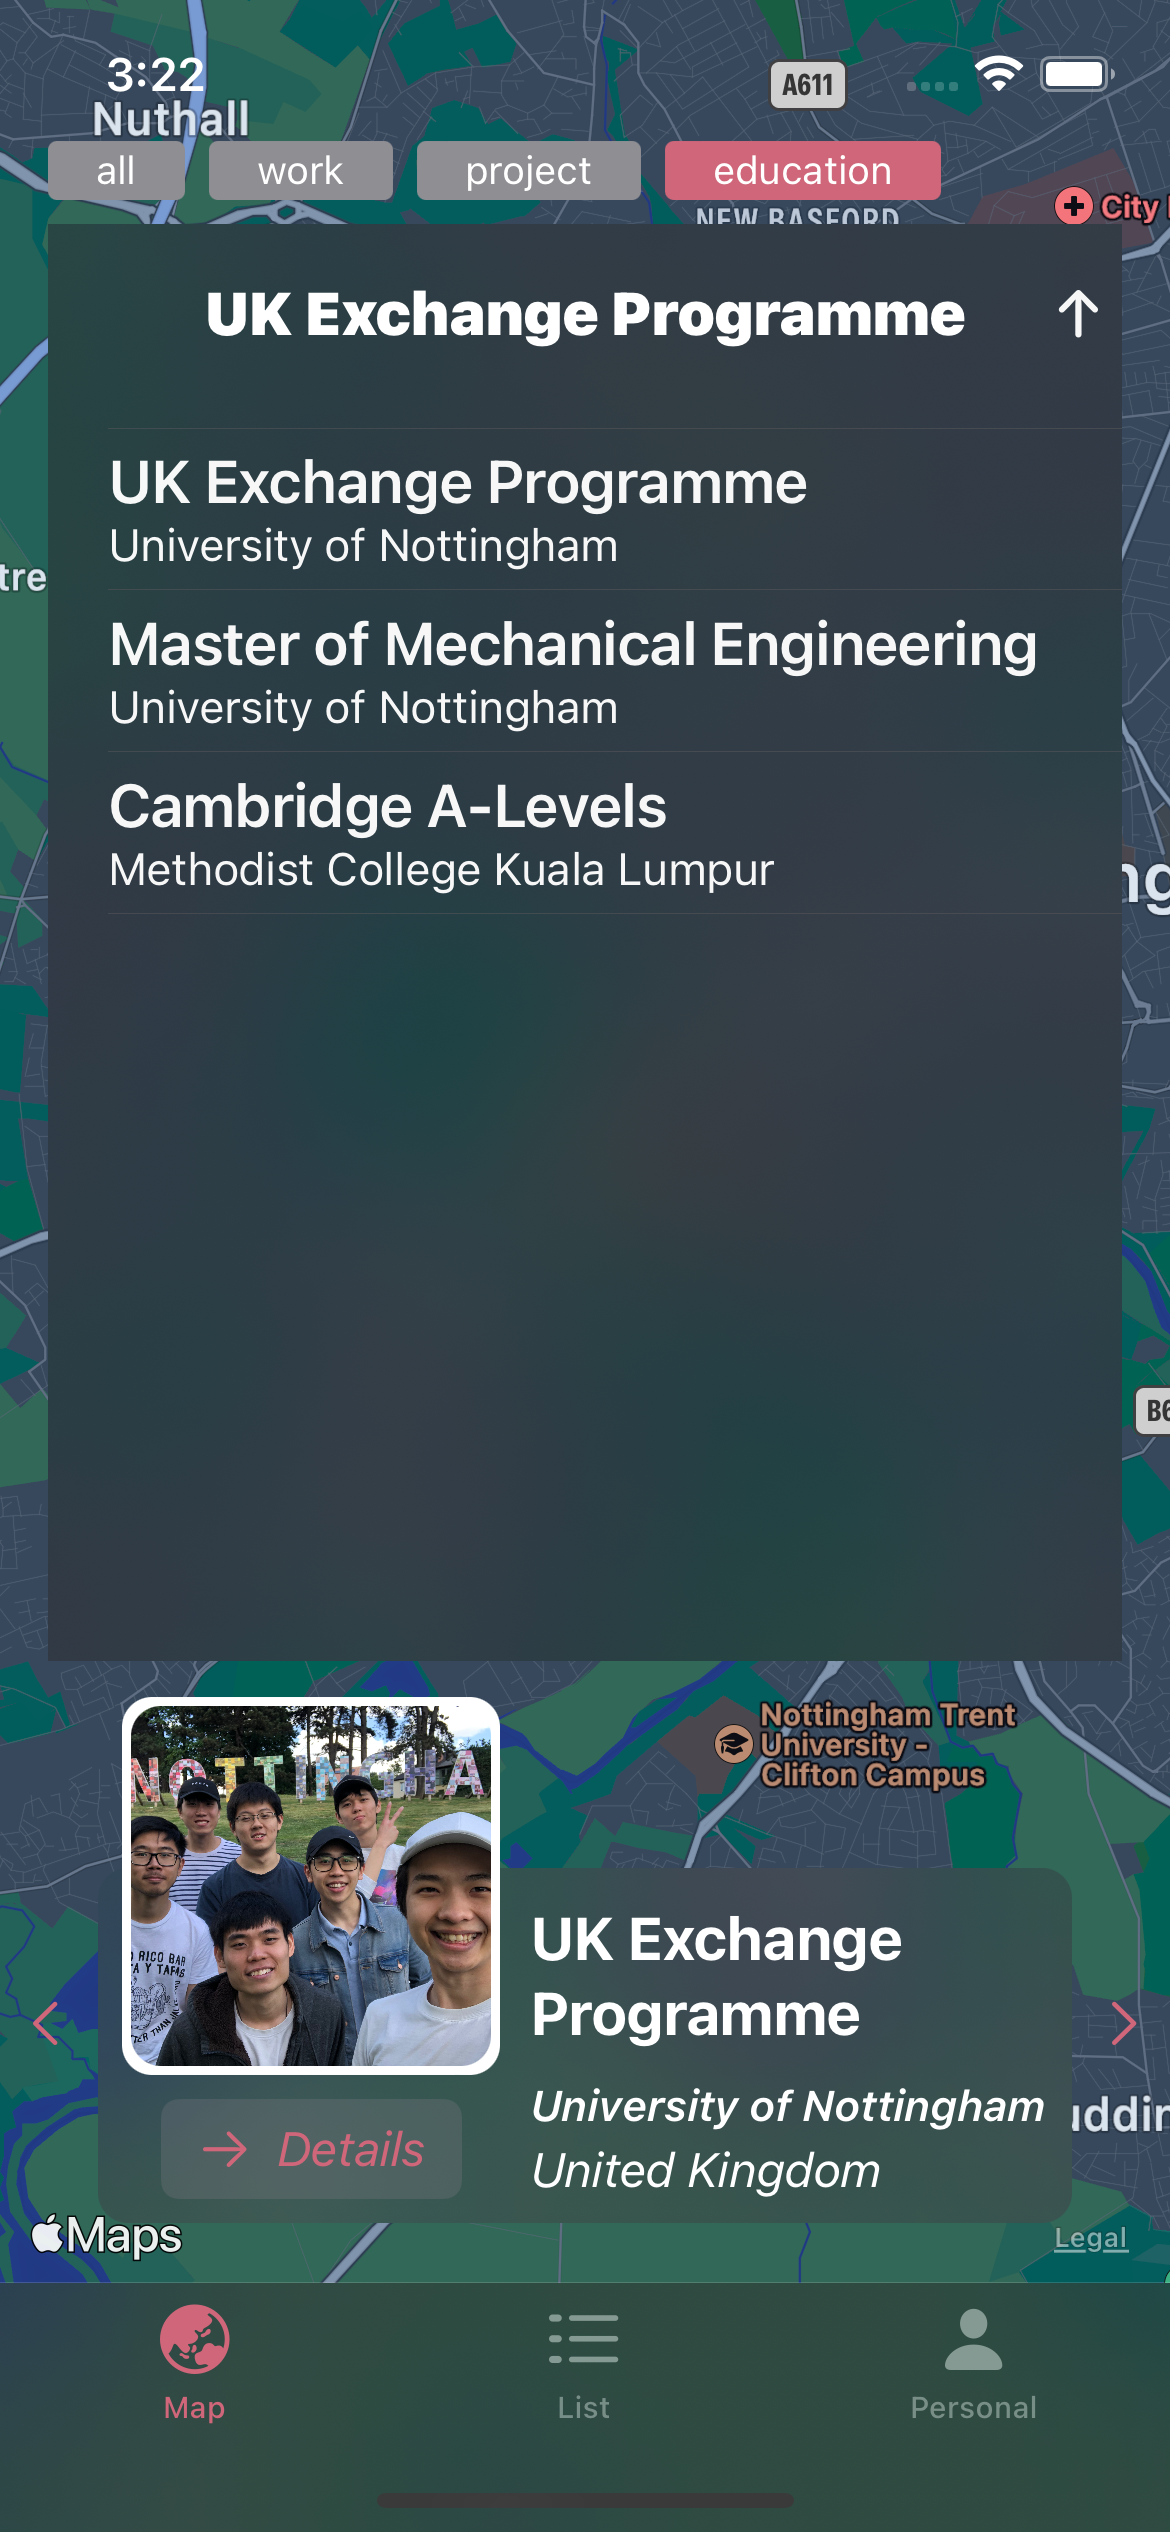 3:22
A611
Nuthall
all
work
project
education
City
NEW BASFORD
UK Exchange Programme
UK Exchange Programme
University of Nottingham
tre
Master of Mechanical Engineering
University of Nottingham
Cambridge A-Levels
Methodist College Kuala Lumpur
ng
B6
Nottingham Trent
University -
Clifton Campus
NOTTINGHA
RICO BAR
UK Exchange
Programme
University of Nottingham
United Kingdom
Details
uddin
Maps
Legal
Map
List
Personal